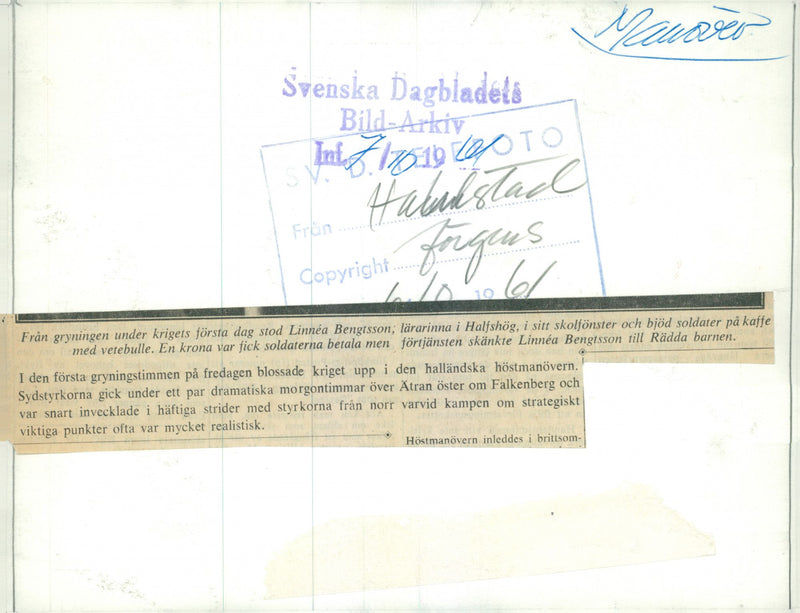 Manöver
Svenska Dagbladets
Bild-Arkiv
Inf. 7/10 1961
SV. D. TELEFOTO
Från Halmstad
Copyright Jörgens
6/10 1961
Från gryningen under krigets första dag stod Linnéa Bengtsson, lärarinna i Halfshög, i sitt skolfönster och bjöd soldater på kaffe
med vetebulle. En krona var fick soldaterna betala men förtjänsten skänkte Linnéa Bengtsson till Rädda barnen.
I den första gryningstimmen på fredagen blossade kriget upp i den halländska höstmanövern.
Sydstyrkorna gick under ett par dramatiska morgontimmar över Ätran öster om Falkenberg och
var snart invecklade i häftiga strider med styrkorna från norr varvid kampen om strategiskt
viktiga punkter ofta var mycket realistisk.
Höstmanövern inleddes i brittsom-